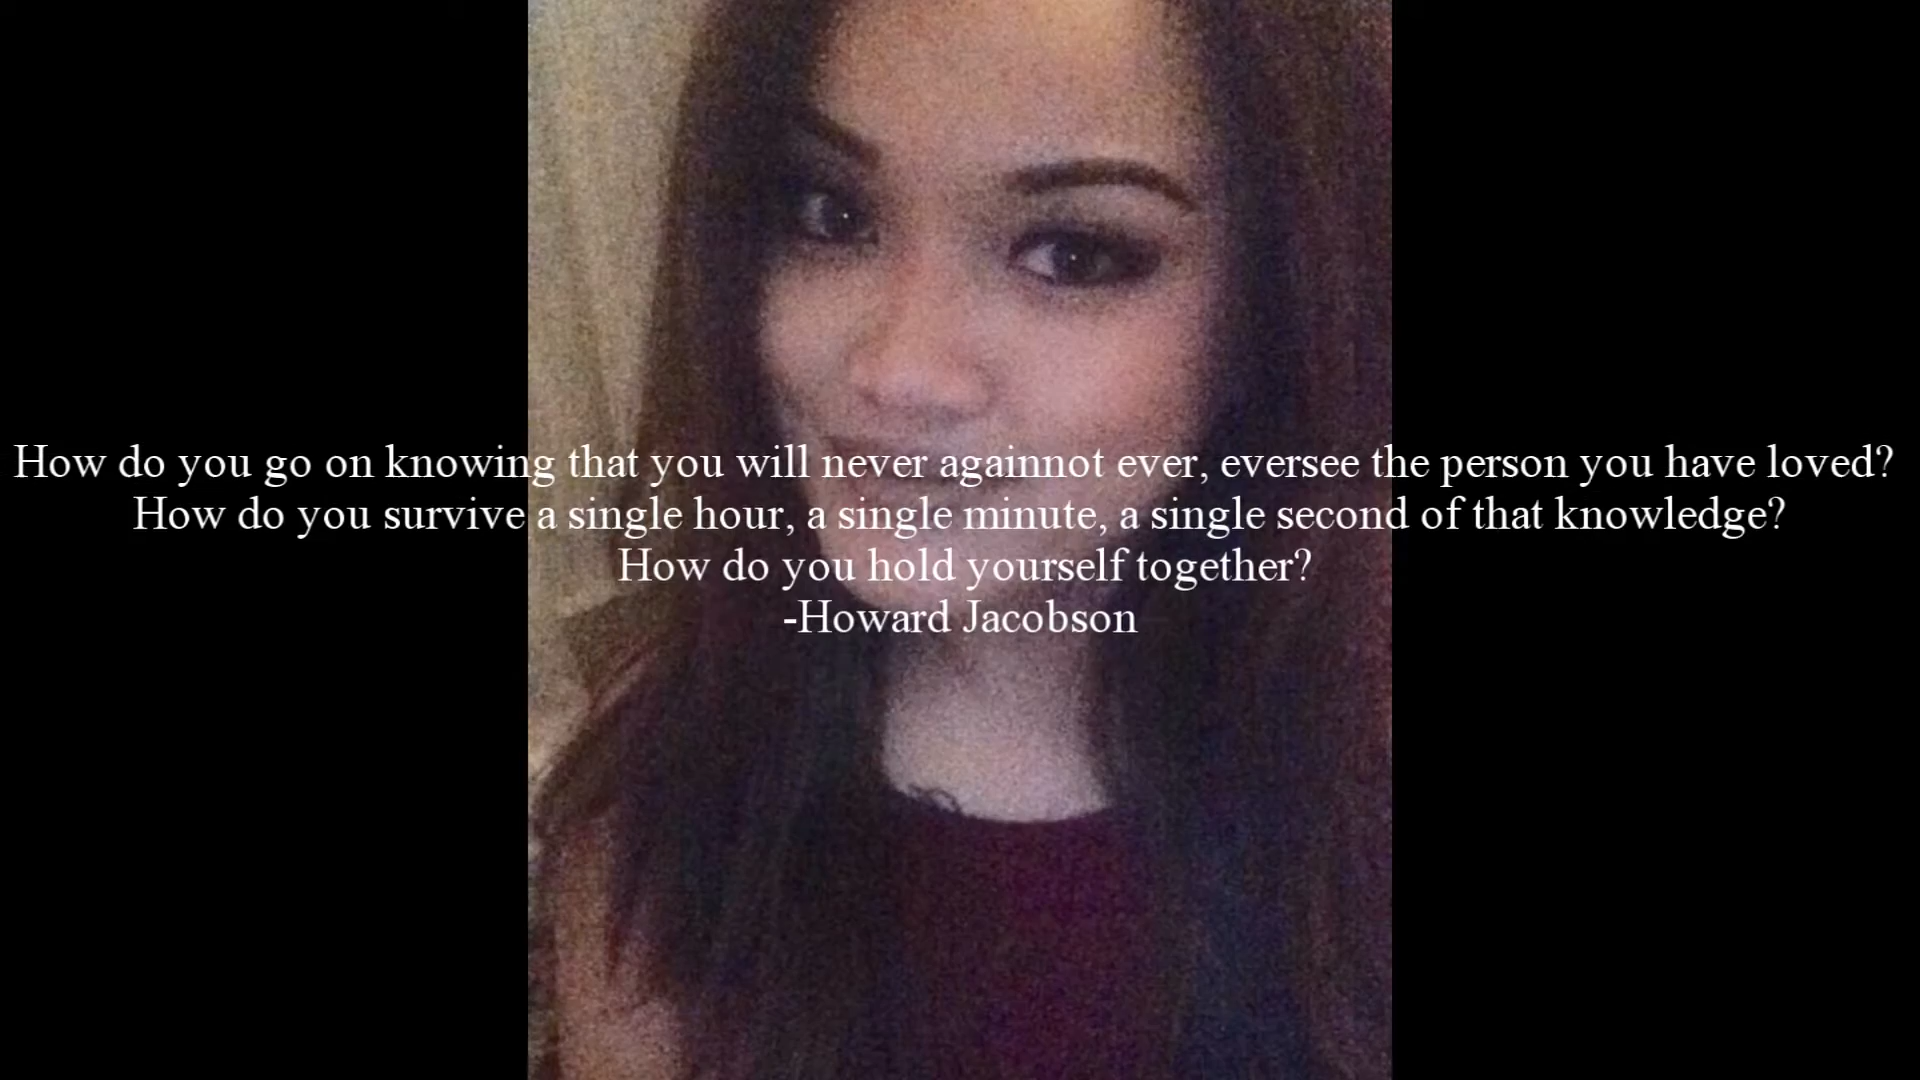 How do you go on knowing that you will never againnot ever, eversee the person you have loved?
How do you survive a single hour, a single minute, a single second of that knowledge?
How do you hold yourself together?
-Howard Jacobson